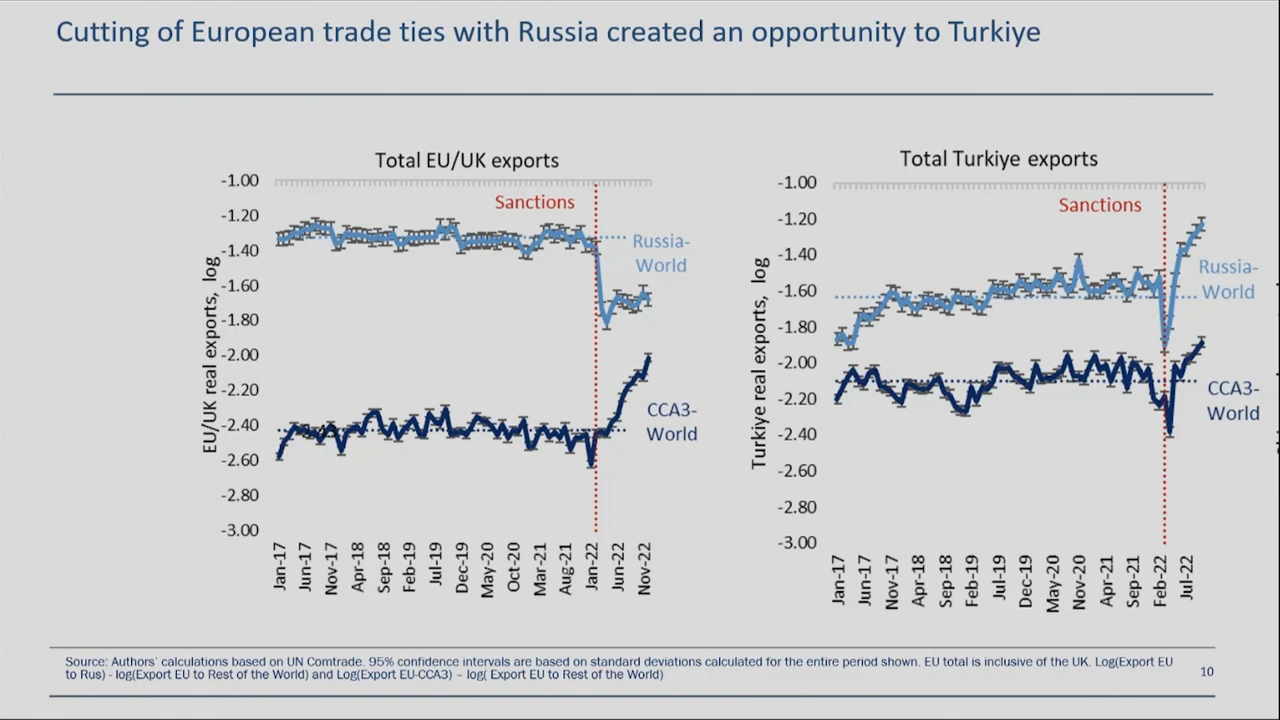 Cutting of European trade ties with Russia created an opportunity to Turkiye
Total EU/UK exports
EU/UK real exports, log
-1.00
-1.20
-1.40
-1.60
-1.80
-2.00
-2.20
-2.40
-2.60
-2.80
-3.00
Sanctions
Russia-
World
CCA3-
World
Jan-17
Jun-17
Nov-17
Apr-18
Sep-18
Feb-19
Jul-19
Dec-19
May-20
Oct-20
Mar-21
Aug-21
Jan-22
Jun-22
Nov-22
Total Turkiye exports
Turkiye real exports, log
-1.00
-1.20
-1.40
-1.60
-1.80
-2.00
-2.20
-2.40
-2.60
-2.80
-3.00
Sanctions
Russia-
World
CCA3-
World
Jan-17
Jun-17
Nov-17
Apr-18
Sep-18
Feb-19
Jul-19
Dec-19
May-20
Nov-20
Apr-21
Sep-21
Feb-22
Jul-22
Source: Authors' calculations based on UN Comtrade. 95% confidence intervals are based on standard deviations calculated for the entire period shown. EU total is inclusive of the UK. Log(Export EU
to Rus) - log(Export EU to Rest of the World) and Log(Export EU-CCA3) – log( Export EU to Rest of the World)
10